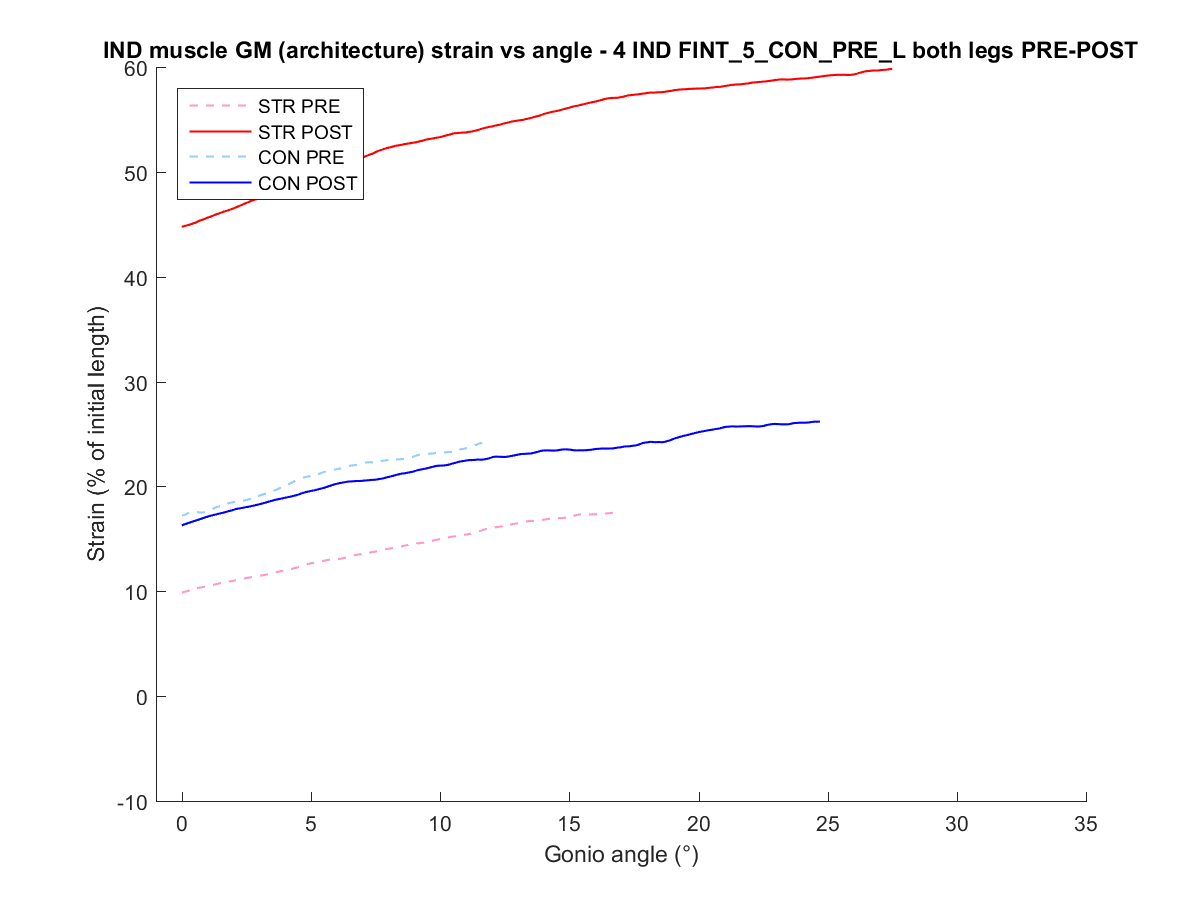 IND muscle GM (architecture) strain vs angle - 4 IND FINT_5_CON_PRE_L both legs PRE-POST
60
50
40
30
20
10
0
-10
STR PRE
STR POST
CON PRE
CON POST
Strain (% of initial length)
0 5 10 15 20 25 30 35
Gonio angle (°)